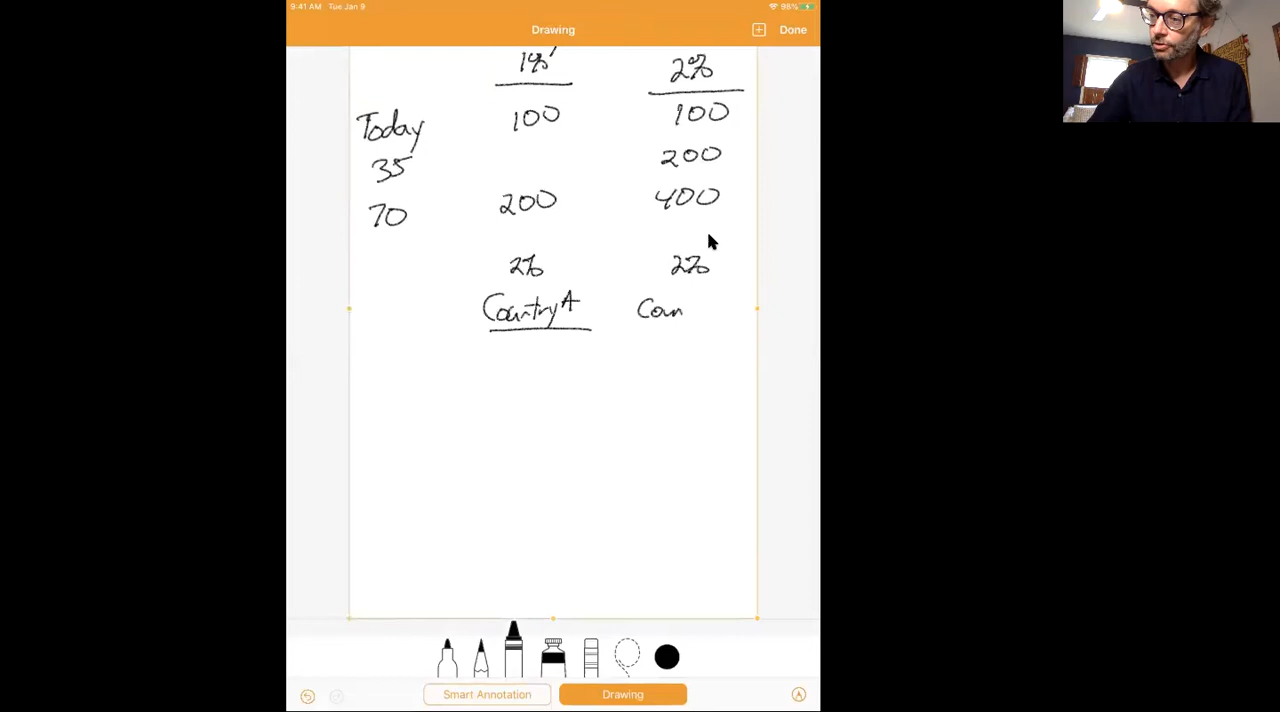 9:41 AM Tue Jan 9
98%
Drawing
Done
1% 2%
Today 100 100
35 200
70 200 400
2% 2%
Country A Coun
Smart Annotation
Drawing